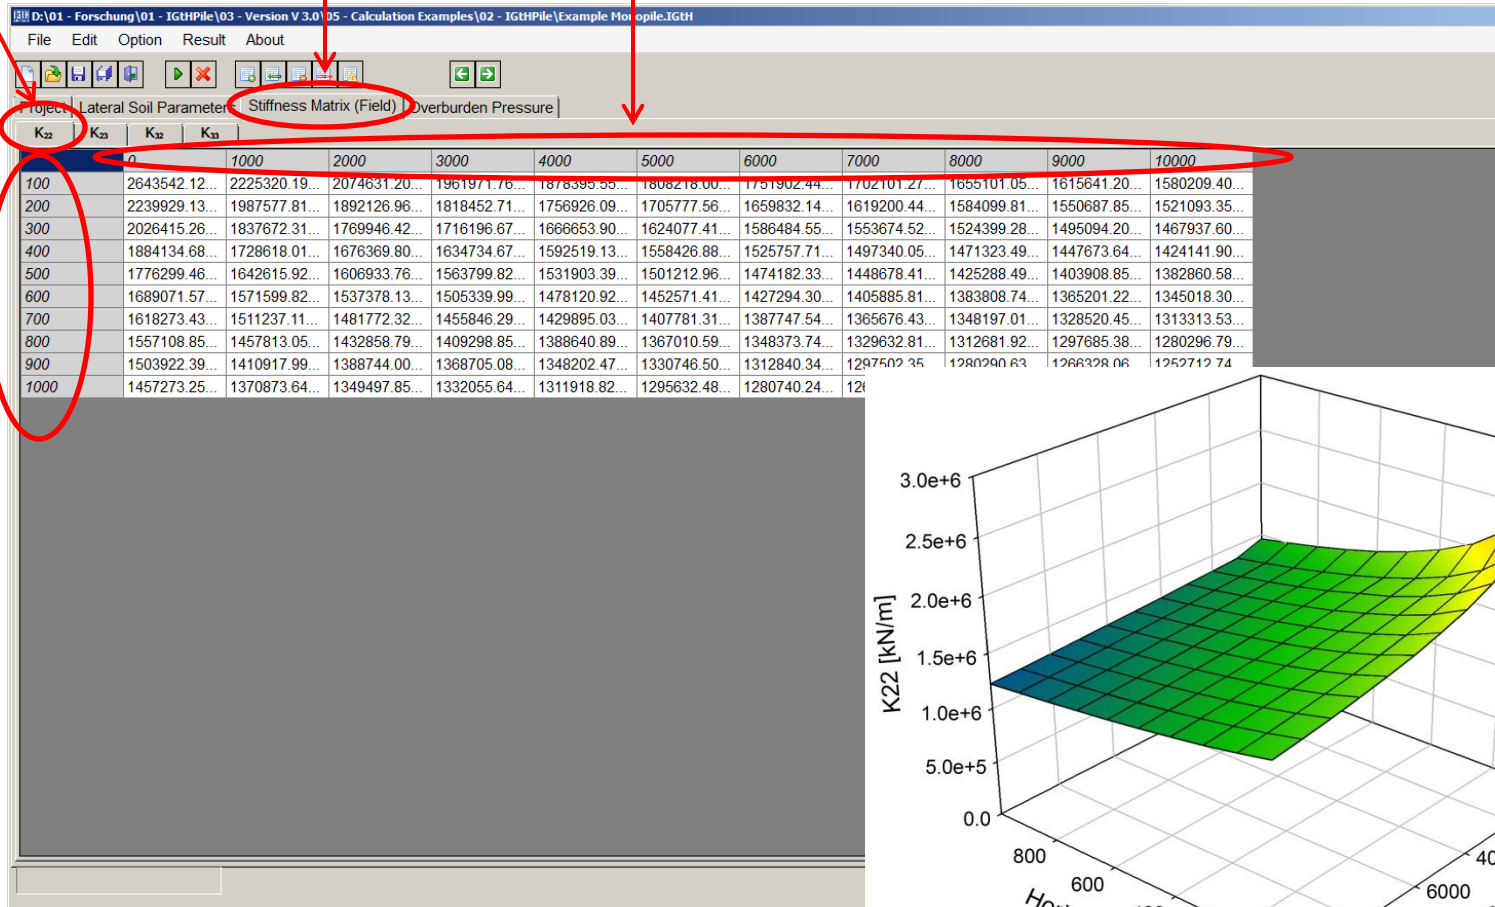 D:\01 - Forschung\01 - IGtHPile\03 - Version V 3.0\05 - Calculation Examples\02 - IGtHPile\Example Monopile.IGtH
File Edit Option Result About
Project Lateral Soil Parameters Stiffness Matrix (Field) Overburden Pressure
K₂₂ K₂₃ K₃₂ K₃₃
0 1000 2000 3000 4000 5000 6000 7000 8000 9000 10000
100 2643542.12... 2225320.19... 2074631.20... 1961971.76... 1878395.55... 1808218.00... 1751902.44... 1702101.27... 1655101.05... 1615641.20... 1580209.40...
200 2239929.13... 1987577.81... 1892126.96... 1818452.71... 1756926.09... 1705777.56... 1659832.14... 1619200.44... 1584099.81... 1550687.85... 1521093.35...
300 2026415.26... 1837672.31... 1769946.42... 1716196.67... 1666653.90... 1624077.41... 1586484.55... 1553674.52... 1524399.28... 1495094.20... 1467937.60...
400 1884134.68... 1728618.01... 1676369.80... 1634734.67... 1592519.13... 1558426.88... 1525757.71... 1497340.05... 1471323.49... 1447673.64... 1424141.90...
500 1776299.46... 1642615.92... 1606933.76... 1563799.82... 1531903.39... 1501212.96... 1474182.33... 1448678.41... 1425288.49... 1403908.85... 1382860.58...
600 1689071.57... 1571599.82... 1537378.13... 1505339.99... 1478120.92... 1452571.41... 1427294.30... 1405885.81... 1383808.74... 1365201.22... 1345018.30...
700 1618273.43... 1511237.11... 1481772.32... 1455846.29... 1429895.03... 1407781.31... 1387747.54... 1365676.43... 1348197.01... 1328520.45... 1313313.53...
800 1557108.85... 1457813.05... 1432858.79... 1409298.85... 1388640.89... 1367010.59... 1348373.74... 1329632.81... 1312681.92... 1297685.38... 1280296.79...
900 1503922.39... 1410917.99... 1388744.00... 1368705.08... 1348202.47... 1330746.50... 1312840.34... 1297502.35... 1280290.63... 1266328.06... 1252712.74...
1000 1457273.25... 1370873.64... 1349497.85... 1332055.64... 1311918.82... 1295632.48... 1280740.24... 126
3.0e+6
2.5e+6
2.0e+6
1.5e+6
1.0e+6
5.0e+5
0.0
K22 [kN/m]
800
600
40
6000